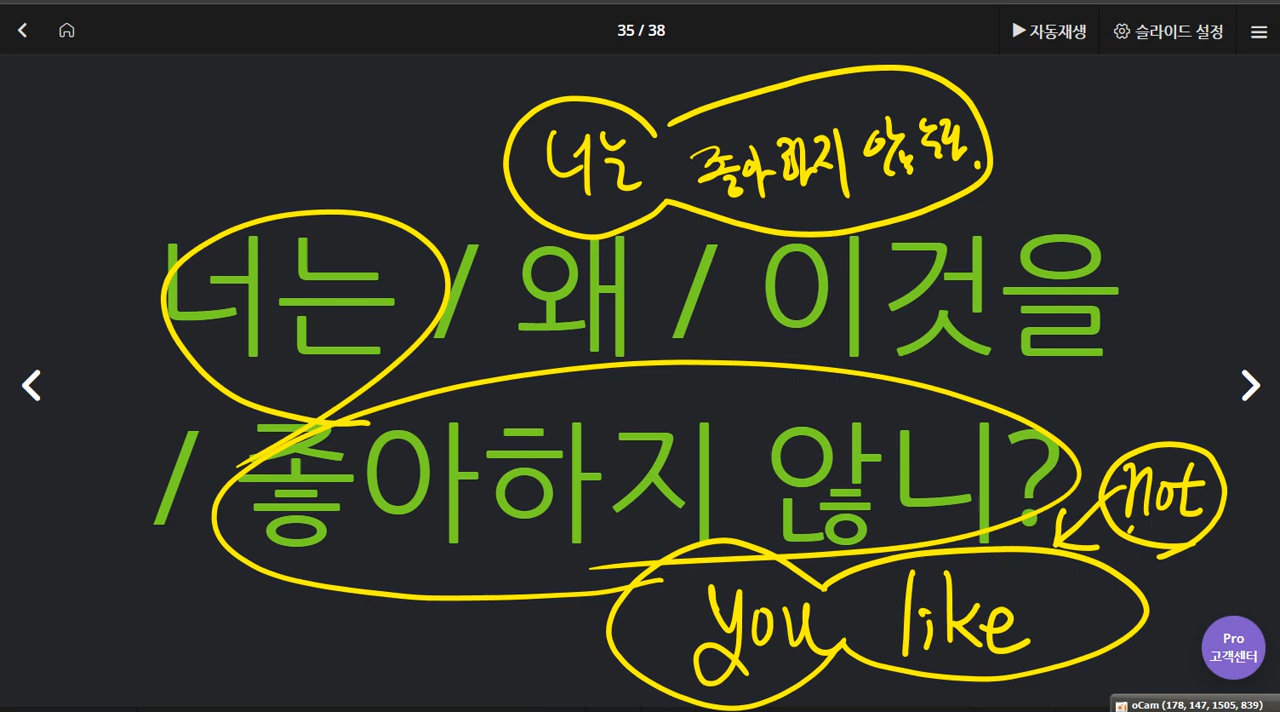 35 / 38
▶ 자동재생
슬라이드 설정
너는 좋아하지 않는다.
너는 / 왜 / 이것을
/ 좋아하지 않니?
not
you like
Pro
고객센터
oCam (178, 147, 1505, 839)